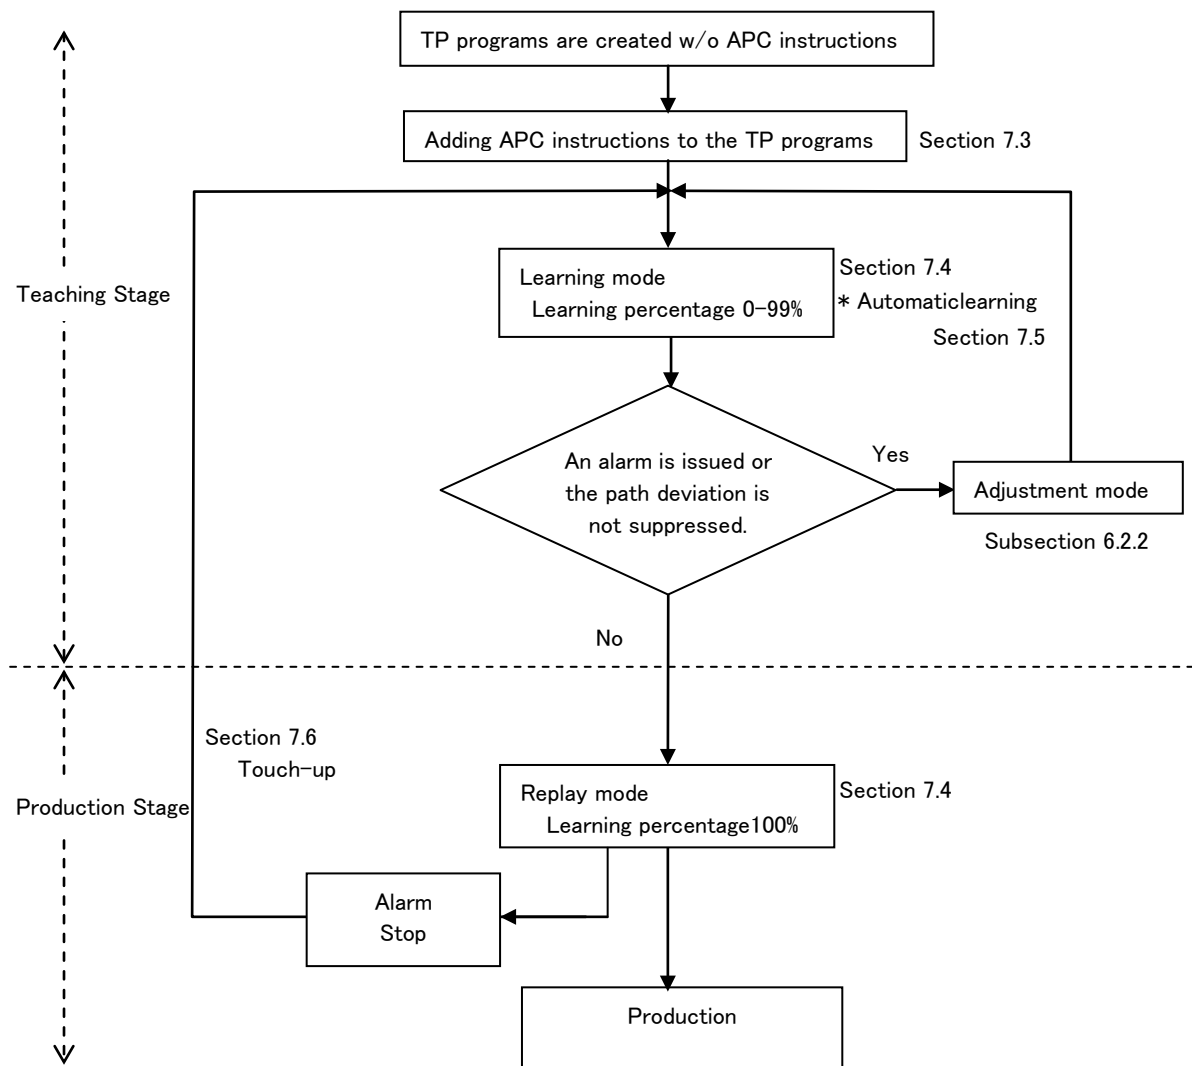 TP programs are created w/o APC instructions
Adding APC instructions to the TP programs
Section 7.3
Learning mode
Learning percentage 0-99%
Section 7.4
* Automaticlearning
Section 7.5
Teaching Stage
An alarm is issued or
the path deviation is
not suppressed.
Yes
Adjustment mode
Subsection 6.2.2
No
Section 7.6
Touch-up
Production Stage
Replay mode
Learning percentage100%
Section 7.4
Alarm
Stop
Production